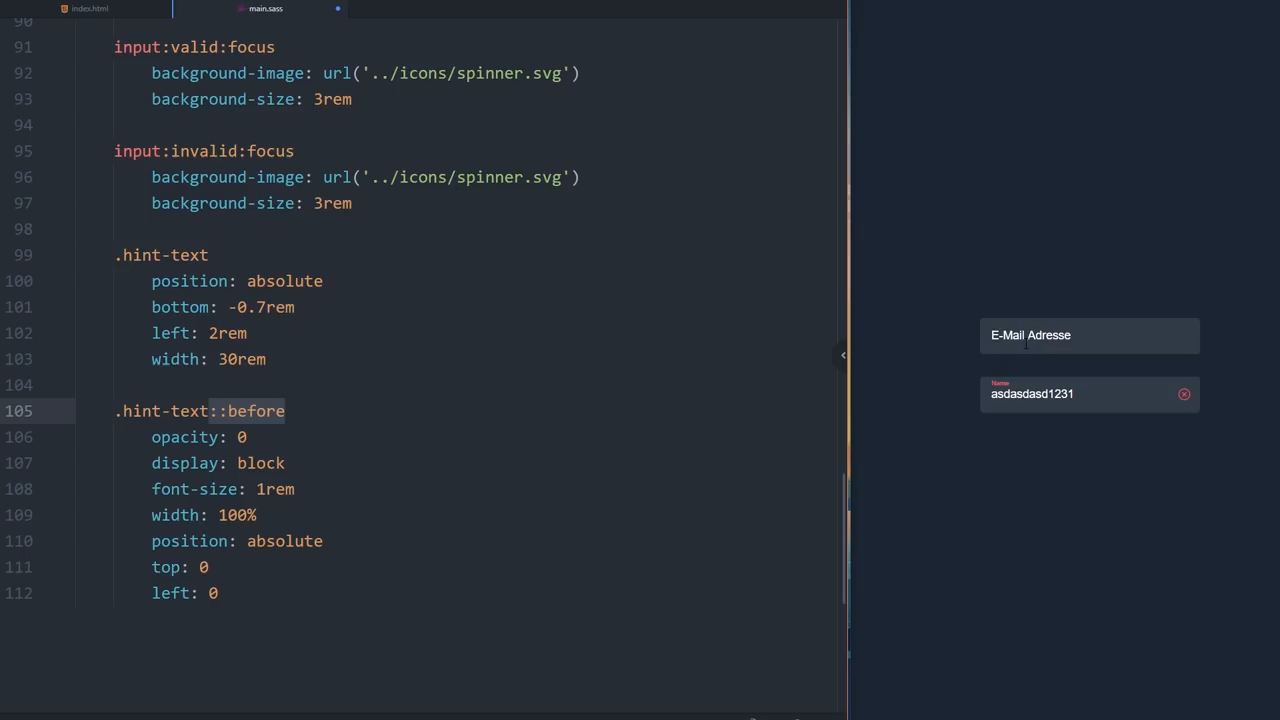 index.html
main.sass
90
91 input:valid:focus
92 background-image: url('../icons/spinner.svg')
93 background-size: 3rem
94
95 input:invalid:focus
96 background-image: url('../icons/spinner.svg')
97 background-size: 3rem
98
99 .hint-text
100 position: absolute
101 bottom: -0.7rem
102 left: 2rem
103 width: 30rem
104
105 .hint-text::before
106 opacity: 0
107 display: block
108 font-size: 1rem
109 width: 100%
110 position: absolute
111 top: 0
112 left: 0
E-Mail Adresse
Name
asdasdasd1231